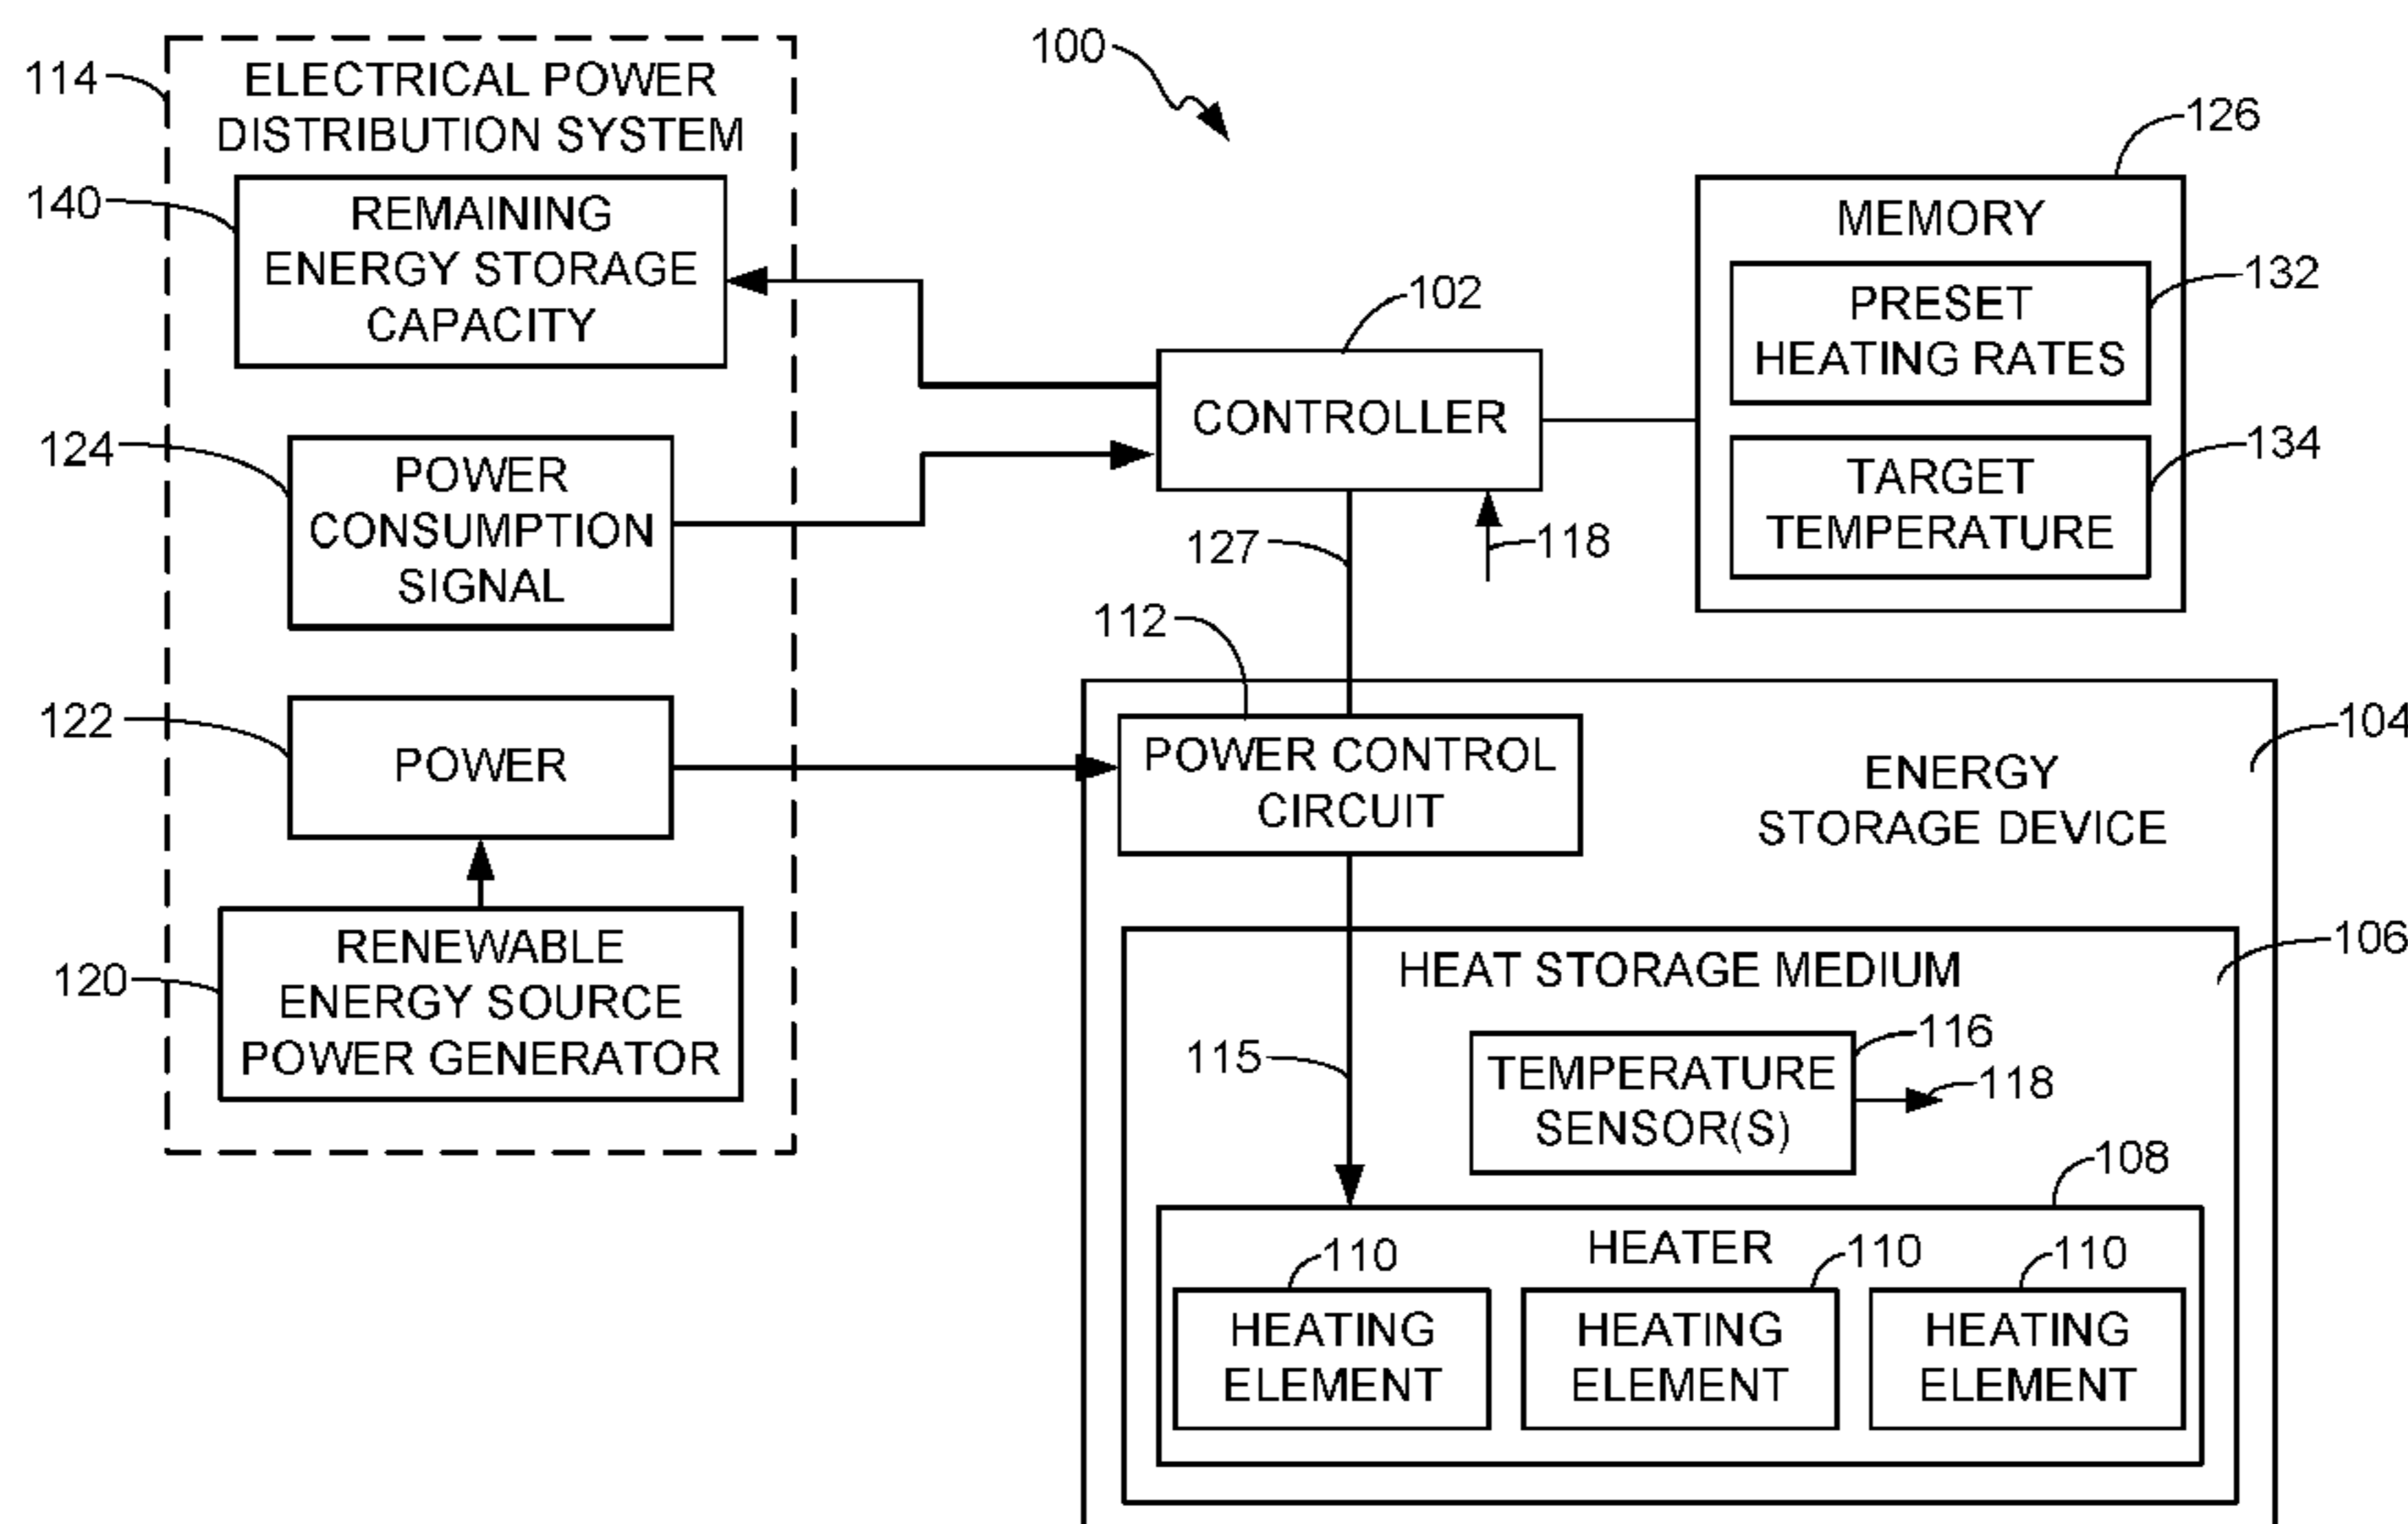 100
114
ELECTRICAL POWER
DISTRIBUTION SYSTEM
140
REMAINING
ENERGY STORAGE
CAPACITY
124
POWER
CONSUMPTION
SIGNAL
122
POWER
120
RENEWABLE
ENERGY SOURCE
POWER GENERATOR
102
CONTROLLER
118
127
126
MEMORY
132
PRESET
HEATING RATES
134
TARGET
TEMPERATURE
112
POWER CONTROL
CIRCUIT
104
ENERGY
STORAGE DEVICE
106
HEAT STORAGE MEDIUM
115
116
TEMPERATURE
SENSOR(S)
118
108
HEATER
110
HEATING
ELEMENT
110
HEATING
ELEMENT
110
HEATING
ELEMENT